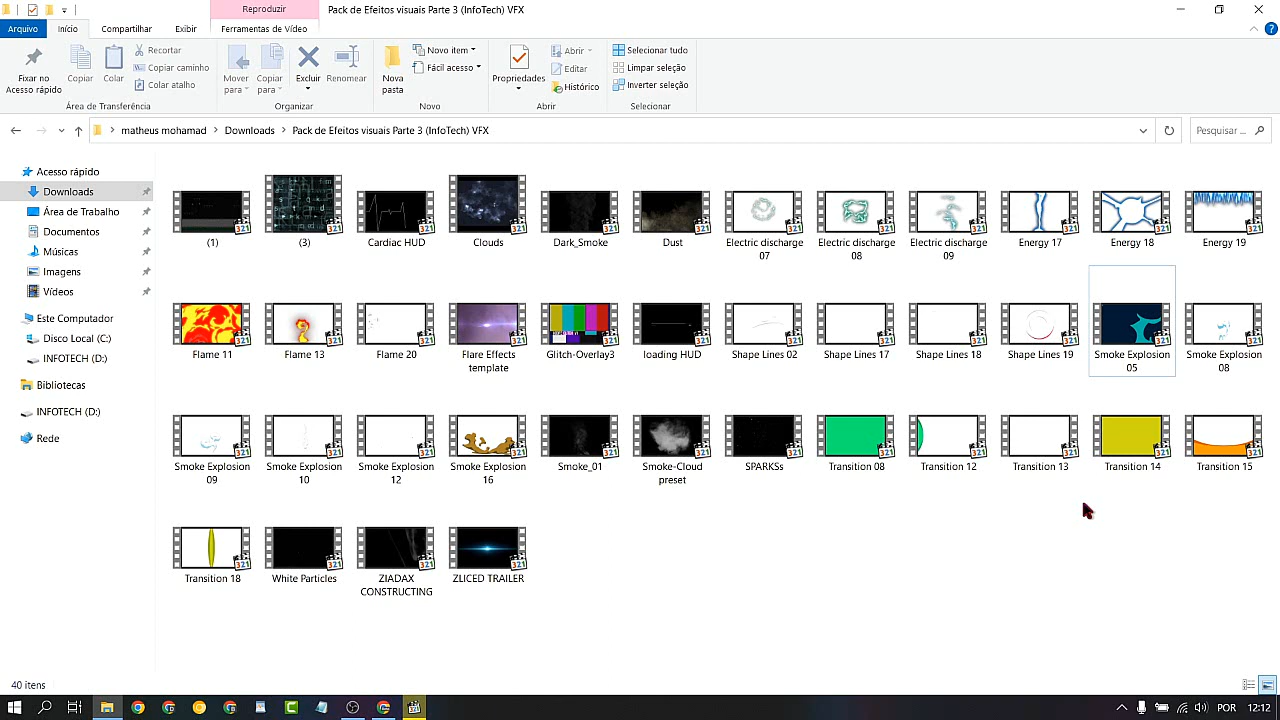 Reproduzir
Pack de Efeitos visuais Parte 3 (InfoTech) VFX
Arquivo
Início
Compartilhar
Exibir
Ferramentas de Vídeo
Fixar no
Acesso rápido
Copiar
Colar
Recortar
Copiar caminho
Colar atalho
Mover
para
Copiar
para
Excluir
Renomear
Nova
pasta
Novo item
Fácil acesso
Propriedades
Abrir
Editar
Histórico
Selecionar tudo
Limpar seleção
Inverter seleção
Área de Transferência
Organizar
Novo
Abrir
Selecionar
matheus mohamad
Downloads
Pack de Efeitos visuais Parte 3 (InfoTech) VFX
Pesquisar ...
Acesso rápido
Downloads
Área de Trabalho
Documentos
Músicas
Imagens
Vídeos
Este Computador
Disco Local (C:)
INFOTECH (D:)
Bibliotecas
INFOTECH (D:)
Rede
(1)
(3)
Cardiac HUD
Clouds
Dark_Smoke
Dust
Electric discharge
07
Electric discharge
08
Electric discharge
09
Energy 17
Energy 18
Energy 19
Flame 11
Flame 13
Flame 20
Flare Effects
template
Glitch-Overlay3
loading HUD
Shape Lines 02
Shape Lines 17
Shape Lines 18
Shape Lines 19
Smoke Explosion
05
Smoke Explosion
08
Smoke Explosion
09
Smoke Explosion
10
Smoke Explosion
12
Smoke Explosion
16
Smoke_01
Smoke-Cloud
preset
SPARKSs
Transition 08
Transition 12
Transition 13
Transition 14
Transition 15
Transition 18
White Particles
ZIADAX
CONSTRUCTING
ZLICED TRAILER
40 itens
POR
12:12